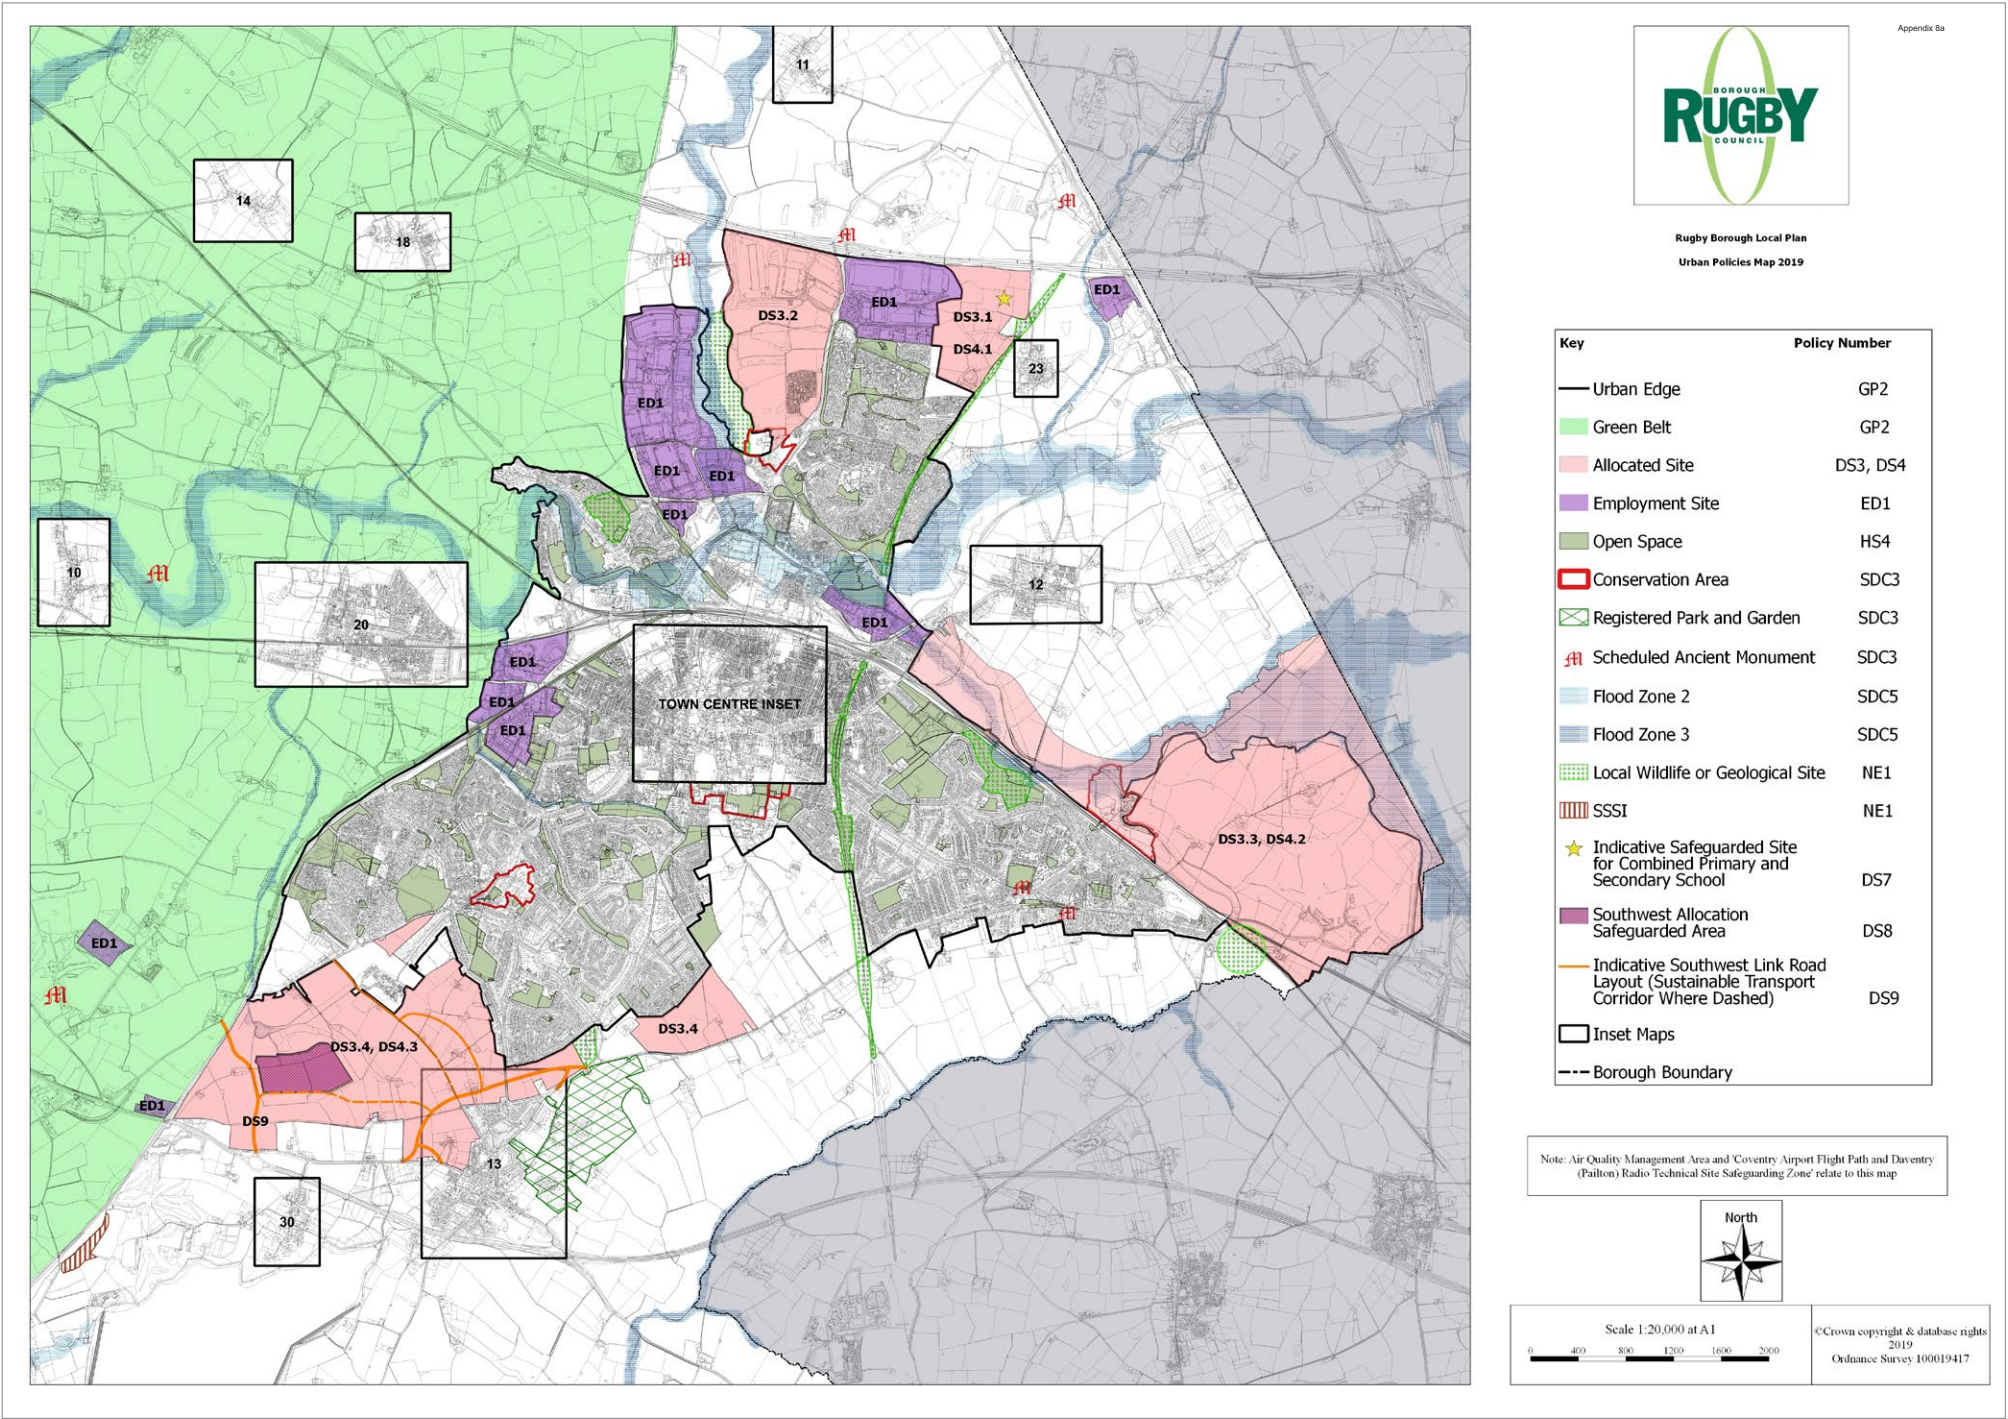 Appendix 8a
BOROUGH
RUGBY
COUNCIL
Rugby Borough Local Plan
Urban Policies Map 2019
Key Policy Number
Urban Edge GP2
Green Belt GP2
Allocated Site DS3, DS4
Employment Site ED1
Open Space HS4
Conservation Area SDC3
Registered Park and Garden SDC3
M Scheduled Ancient Monument SDC3
Flood Zone 2 SDC5
Flood Zone 3 SDC5
Local Wildlife or Geological Site NE1
SSSI NE1
Indicative Safeguarded Site
for Combined Primary and
Secondary School DS7
Southwest Allocation
Safeguarded Area DS8
Indicative Southwest Link Road
Layout (Sustainable Transport
Corridor Where Dashed) DS9
Inset Maps
Borough Boundary
Note: Air Quality Management Area and 'Coventry Airport Flight Path and Daventry
(Pailton) Radio Technical Site Safeguarding Zone' relate to this map
North
Scale 1:20,000 at A1
0 400 800 1200 1600 2000
©Crown copyright & database rights
2019
Ordnance Survey 100019417
11
14
M
18
M
M
ED1
ED1
DS3.2
DS3.1
DS4.1
23
ED1
ED1
ED1
ED1
10
M
12
20
ED1
ED1
ED1
TOWN CENTRE INSET
ED1
DS3.3, DS4.2
M
M
ED1
M
DS3.4
DS3.4, DS4.3
ED1
DS9
13
30